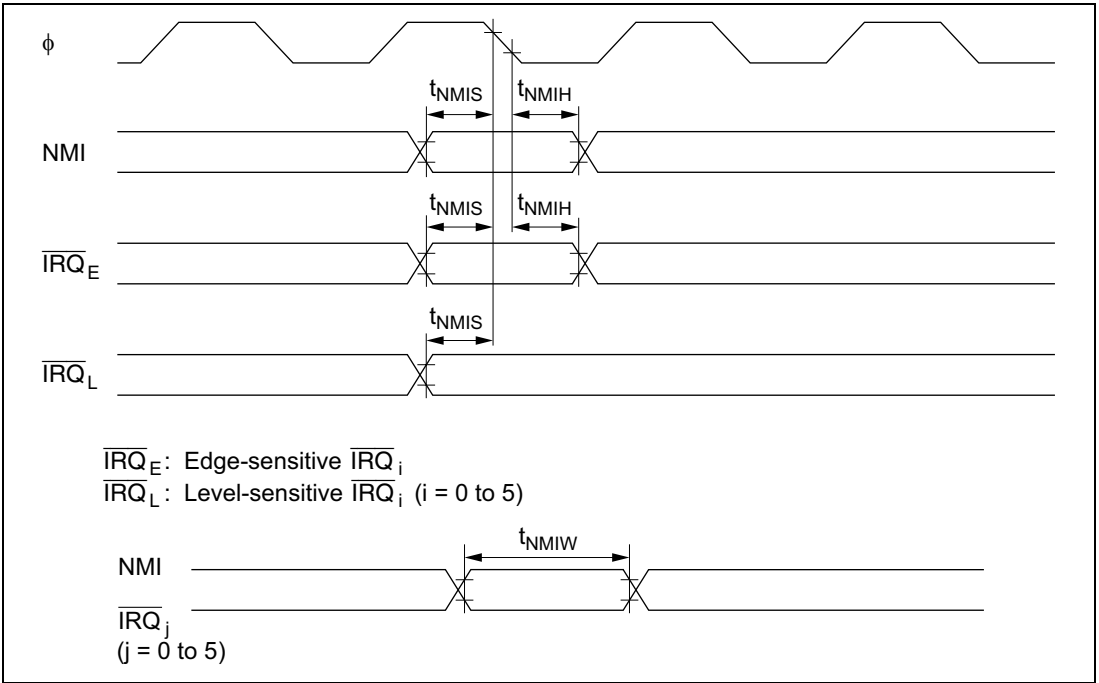 ϕ
tNMIS tNMIH
NMI
tNMIS tNMIH
IRQE
tNMIS
IRQL
IRQE: Edge-sensitive IRQi
IRQL: Level-sensitive IRQi (i = 0 to 5)
tNMIW
NMI
IRQj
(j = 0 to 5)